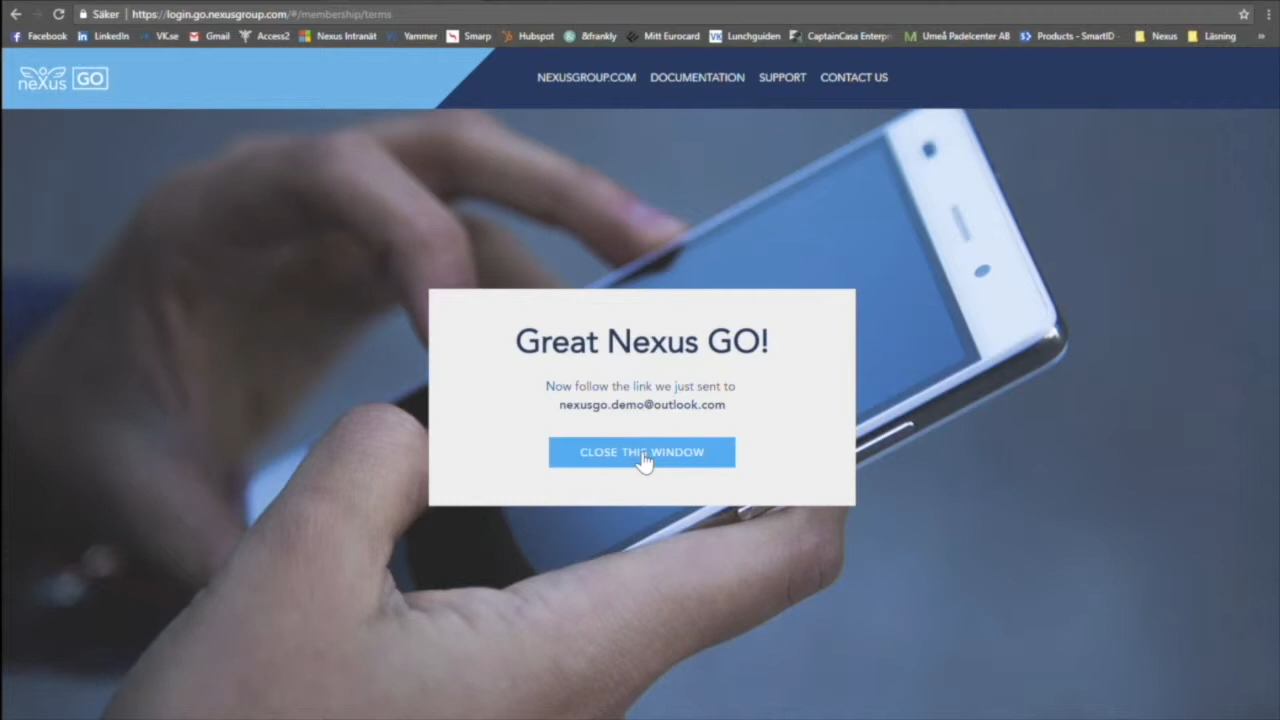 Säker
https://login.go.nexusgroup.com/#/membership/terms
Facebook
LinkedIn
VK.se
Gmail
Access2
Nexus Intranät
Yammer
Smarp
Hubspot
&frankly
Mitt Eurocard
Lunchguiden
CaptainCasa Enterp
Umeå Padelcenter AB
Products - SmartID
Nexus
Läsning
neXus GO
NEXUSGROUP.COM
DOCUMENTATION
SUPPORT
CONTACT US
Great Nexus GO!
Now follow the link we just sent to
nexusgo.demo@outlook.com
CLOSE THIS WINDOW